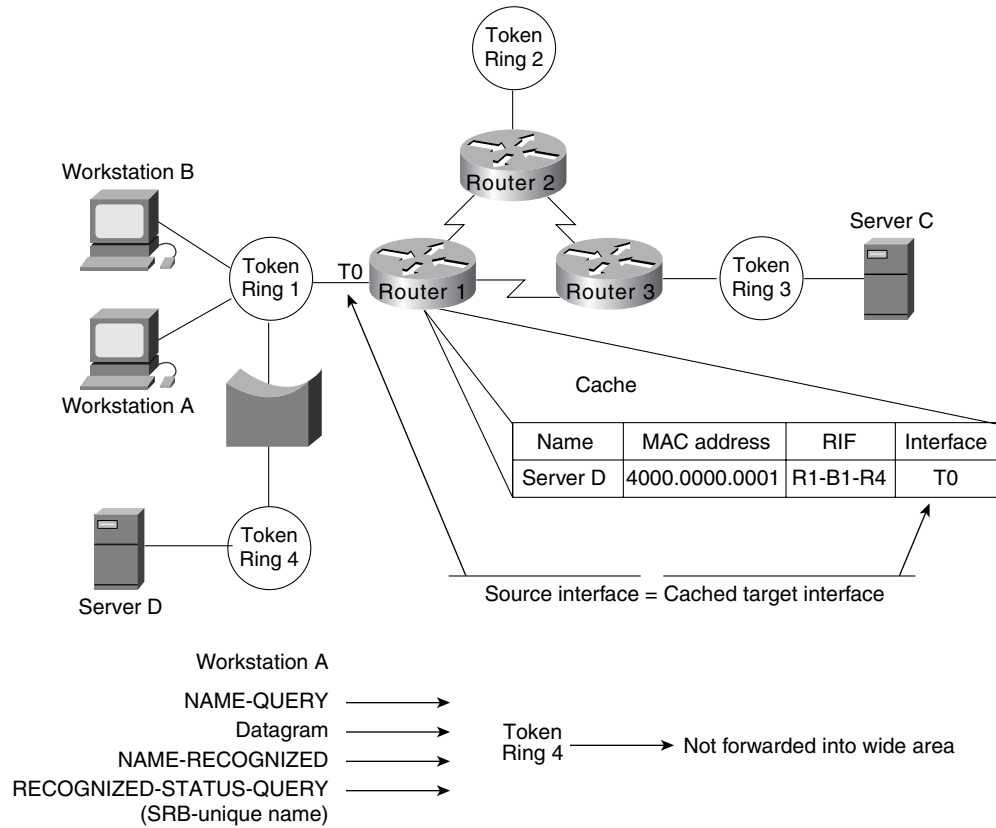 Token
Ring 2
Router 2
Workstation B
Server C
Token
Ring 1
T0
Router 1
Router 3
Token
Ring 3
Workstation A
Cache
Name MAC address RIF Interface
Server D 4000.0000.0001 R1-B1-R4 T0
Token
Ring 4
Server D
Source interface = Cached target interface
Workstation A
NAME-QUERY
Datagram
NAME-RECOGNIZED
RECOGNIZED-STATUS-QUERY
(SRB-unique name)
Token
Ring 4
Not forwarded into wide area